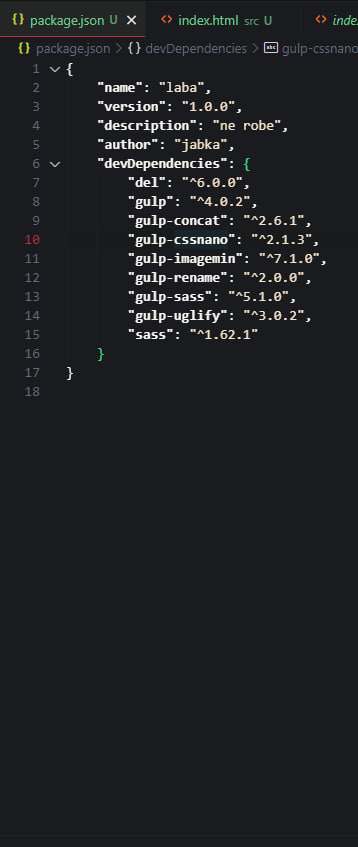 {} package.json U × <> index.html src U <> index
{} package.json > {} devDependencies > abc gulp-cssnano
1 {
2 "name": "laba",
3 "version": "1.0.0",
4 "description": "ne robe",
5 "author": "jabka",
6 "devDependencies": {
7 "del": "^6.0.0",
8 "gulp": "^4.0.2",
9 "gulp-concat": "^2.6.1",
10 "gulp-cssnano": "^2.1.3",
11 "gulp-imagemin": "^7.1.0",
12 "gulp-rename": "^2.0.0",
13 "gulp-sass": "^5.1.0",
14 "gulp-uglify": "^3.0.2",
15 "sass": "^1.62.1"
16 }
17 }
18